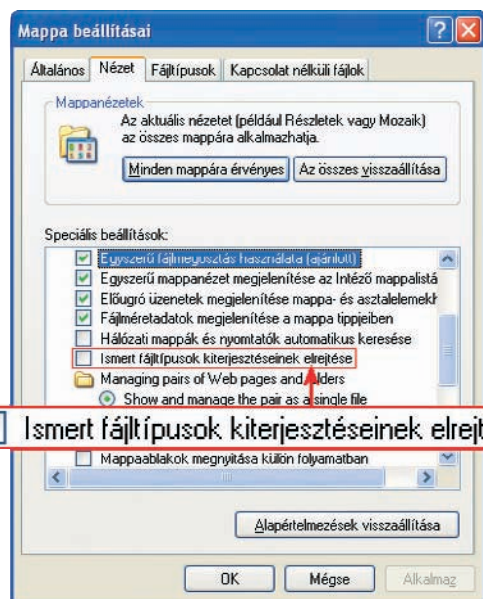 Mappa beállításai
Általános Nézet Fájltípusok Kapcsolat nélküli fájlok
Mappanézetek
Az aktuális nézetet (például Részletek vagy Mozaik)
az összes mappára alkalmazhatja.
Minden mappára érvényes Az összes visszaállítása
Speciális beállítások:
Egyszerű fájlmegosztás használata (ajánlott)
Egyszerű mappanézet megjelenítése az Intéző mappalistá
Előugró üzenetek megjelenítése mappa- és asztalelemekh
Fájlméretadatok megjelenítése a mappa tippjeiben
Hálózati mappák és nyomtatók automatikus keresése
Ismert fájltípusok kiterjesztéseinek elrejtése
Managing pairs of Web pages and folders
Show and manage the pair as a single file
Ismert fájltípusok kiterjesztéseinek elrejt
Mappaablakok megnyitása külön folyamatban
Alapértelmezések visszaállítása
OK Mégse Alkalmaz